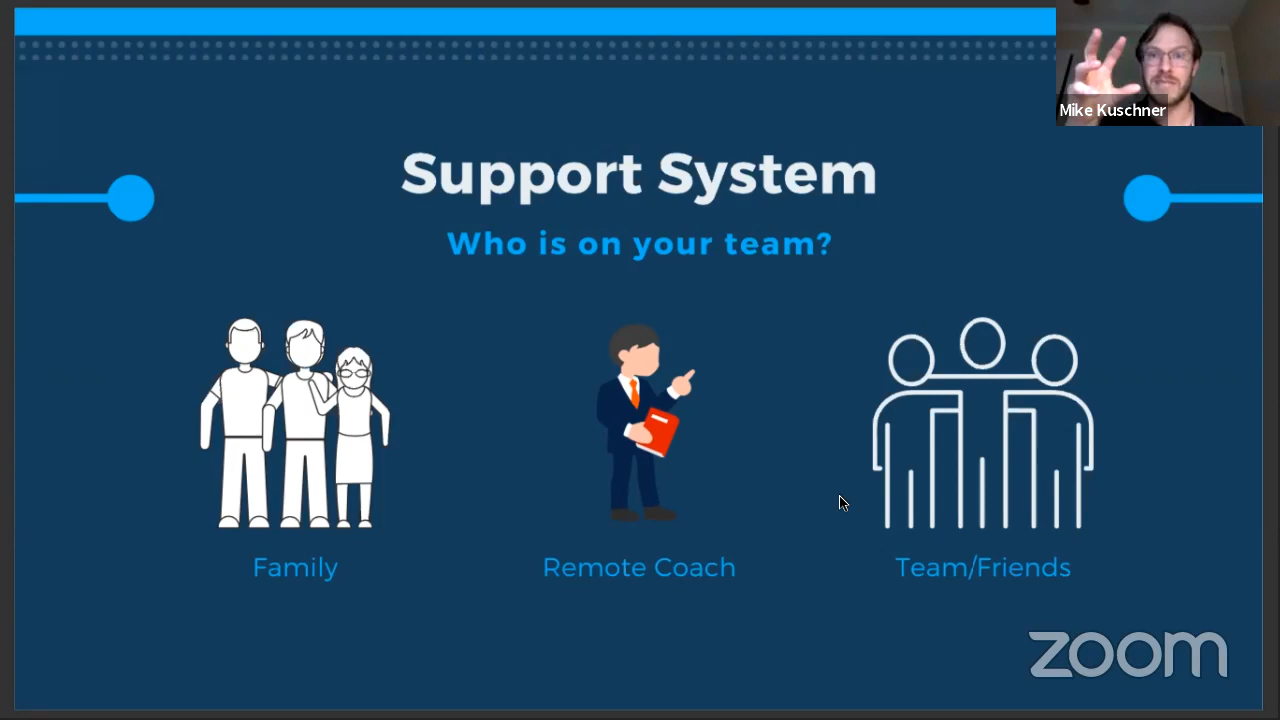 Mike Kuschner
Support System
Who is on your team?
Family
Remote Coach
Team/Friends
zoom